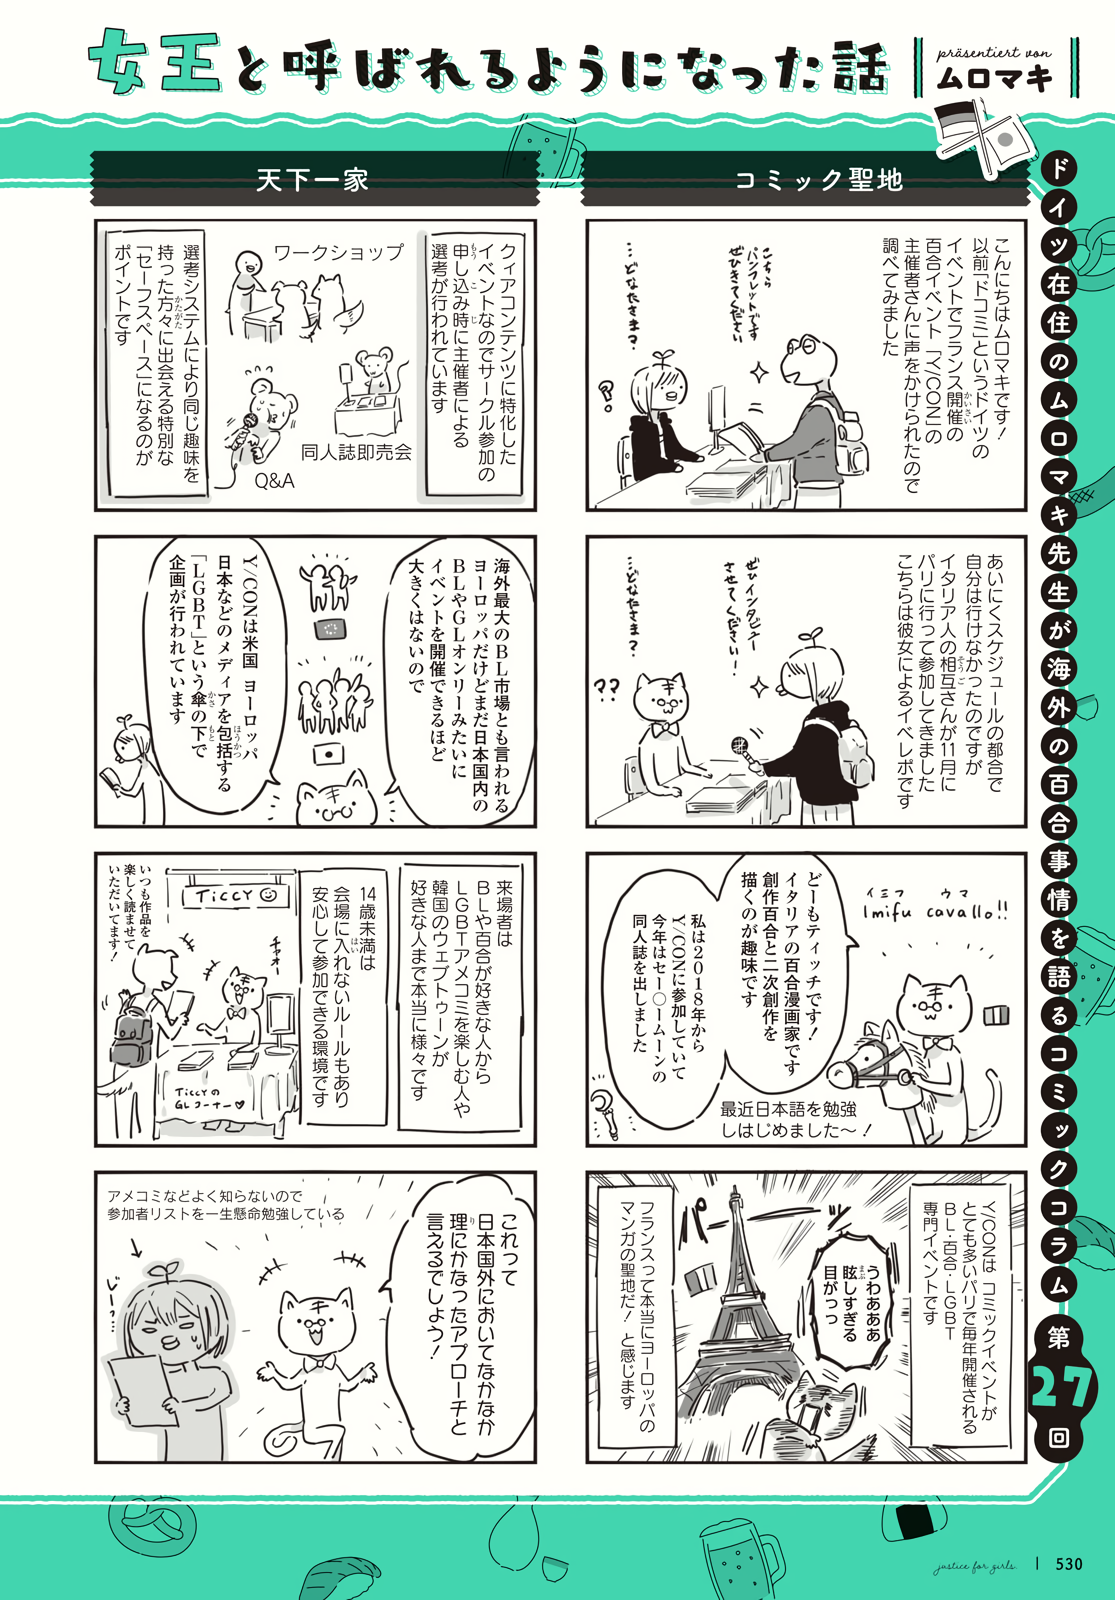 女王と呼ばれるようになった話
präsentiert von
ムロマキ
ドイツ在住のムロマキ先生が海外の百合事情を語るコミックコラム 第27回
コミック聖地
こんにちはムロマキです！
以前「ドコミ」というドイツの
イベントでフランス開催の
かいさい
百合イベント「Y/CON」の
主催者さんに声をかけられたので
調べてみました
こちら
パンフレットです
ぜひきてください
…どなたさま？
？
あいにくスケジュールの都合で
自分は行けなかったのですが
イタリア人の相互さんが11月に
そうご
パリに行って参加してきました
こちらは彼女によるイベレポです
ぜひインタビュー
させてください！
…どなたさま？
??
イミフ ウマ
Imifu cavallo!!
どーもティッチです！
イタリアの百合漫画家です
創作百合と二次創作を
描くのが趣味です
私は2018年から
Y/CONに参加していて
今年はセー〇ームーンの
同人誌を出しました
最近日本語を勉強
しはじめました〜！
Y/CONは コミックイベントが
とても多いパリで毎年開催される
BL・百合・LGBT
専門イベントです
パーーー
うわあああ
眩しすぎる
まぶ
目がっっ
フランスって本当にヨーロッパの
マンガの聖地だ！ と感じます
天下一家
クィアコンテンツに特化した
イベントなのでサークル参加の
申し込み時に主催者による
もう こ じ
選考が行われています
ワークショップ
同人誌即売会
Q&A
選考システムにより同じ趣味を
持った方々に出会える特別な
かたがた
「セーフスペース」になるのが
ポイントです
海外最大のBL市場とも言われる
ヨーロッパだけどまだ日本国内の
BLやGLオンリーみたいに
イベントを開催できるほど
大きくはないので
Y/CONは米国 ヨーロッパ
日本などのメディアを包括する
ほうかつ
「LGBT」という傘の下で
かさ もと
企画が行われています
来場者は
BLや百合が好きな人から
LGBTアメコミを楽しむ人や
韓国のウェブトゥーンが
好きな人まで本当に様々です
14歳未満は
会場に入れないルールもあり
はい
安心して参加できる環境です
TiCCY
チャオー
いつも作品を
楽しく読ませて
いただいてます！
TiCCYの
GLコーナー♡
これって
日本国外においてなかなか
理にかなったアプローチと
り
言えるでしょう！
アメコミなどよく知らないので
参加者リストを一生懸命勉強している
じー…
justice for girls.
530